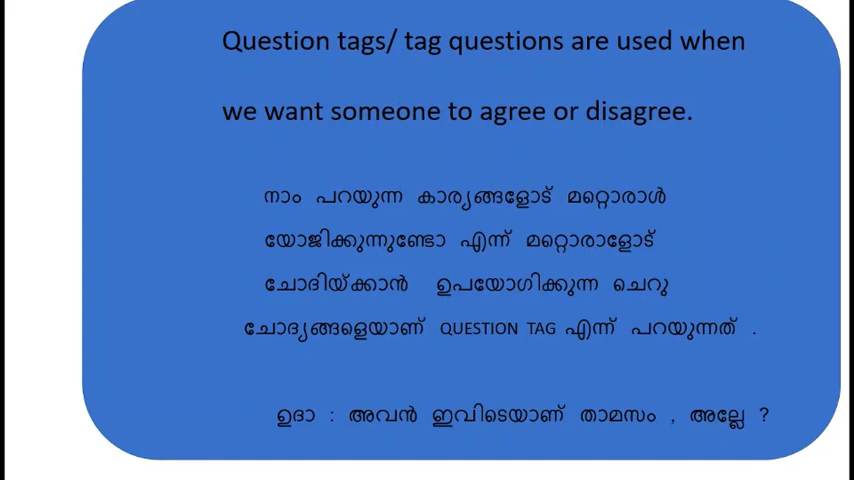 Question tags/ tag questions are used when
we want someone to agree or disagree.
നാം പറയുന്ന കാര്യങ്ങളോട് മറ്റൊരാൾ
യോജിക്കുന്നുണ്ടോ എന്ന് മറ്റൊരാളോട്
ചോദിയ്ക്കാൻ ഉപയോഗിക്കുന്ന ചെറു
ചോദ്യങ്ങളെയാണ് QUESTION TAG എന്ന് പറയുന്നത് .
ഉദാ : അവൻ ഇവിടെയാണ് താമസം , അല്ലേ ?